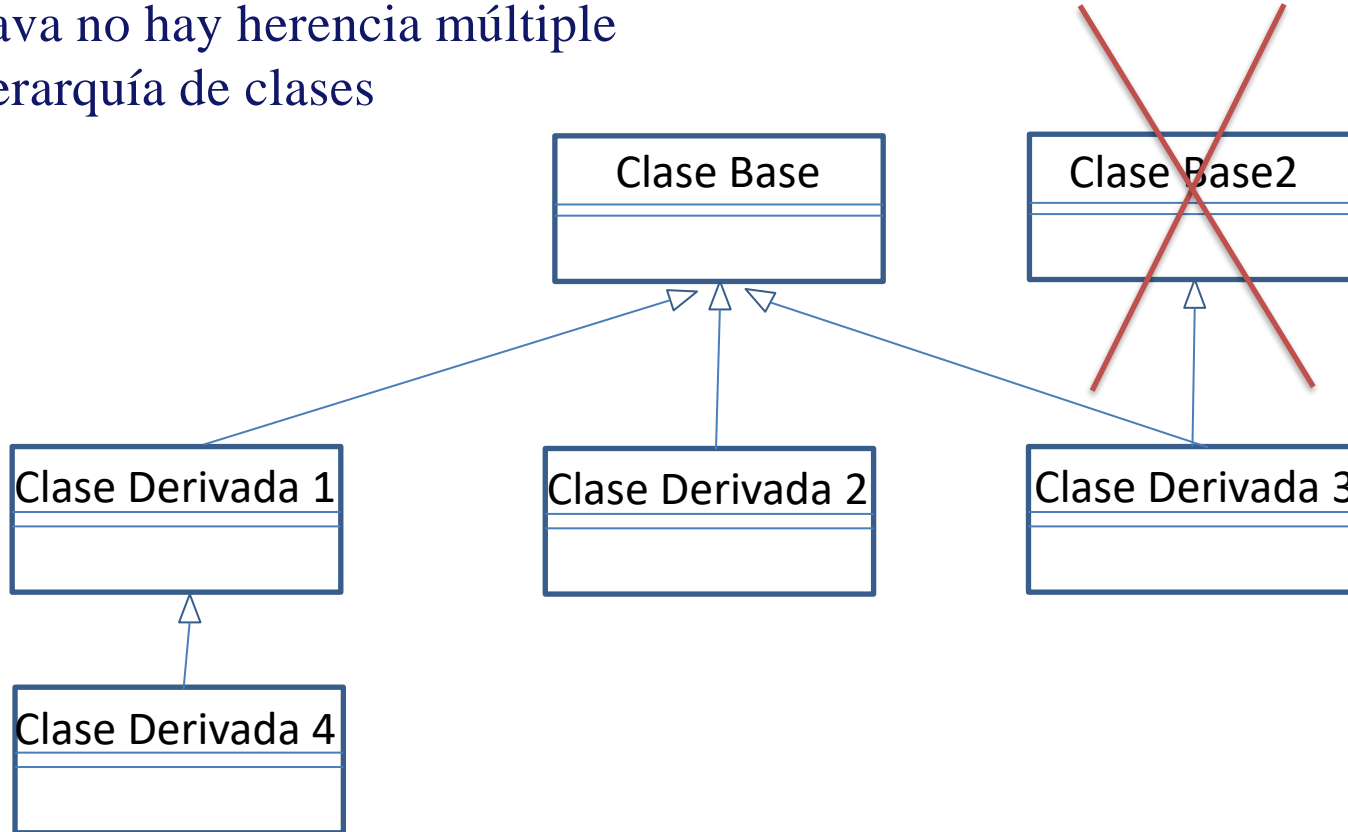 ava no hay herencia múltiple
erarquía de clases
Clase Base
Clase Base2
Clase Derivada 1
Clase Derivada 2
Clase Derivada 3
Clase Derivada 4